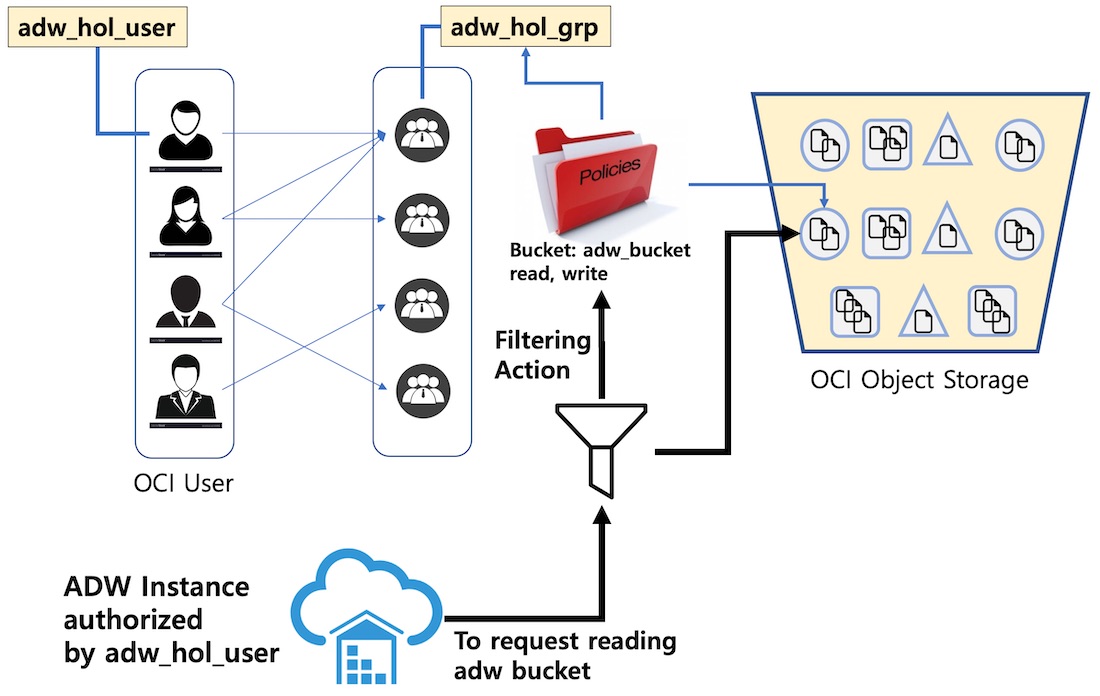 adw_hol_user
adw_hol_grp
Policies
Bucket: adw_bucket
read, write
Filtering
Action
OCI Object Storage
OCI User
ADW Instance
authorized
by adw_hol_user
To request reading
adw bucket